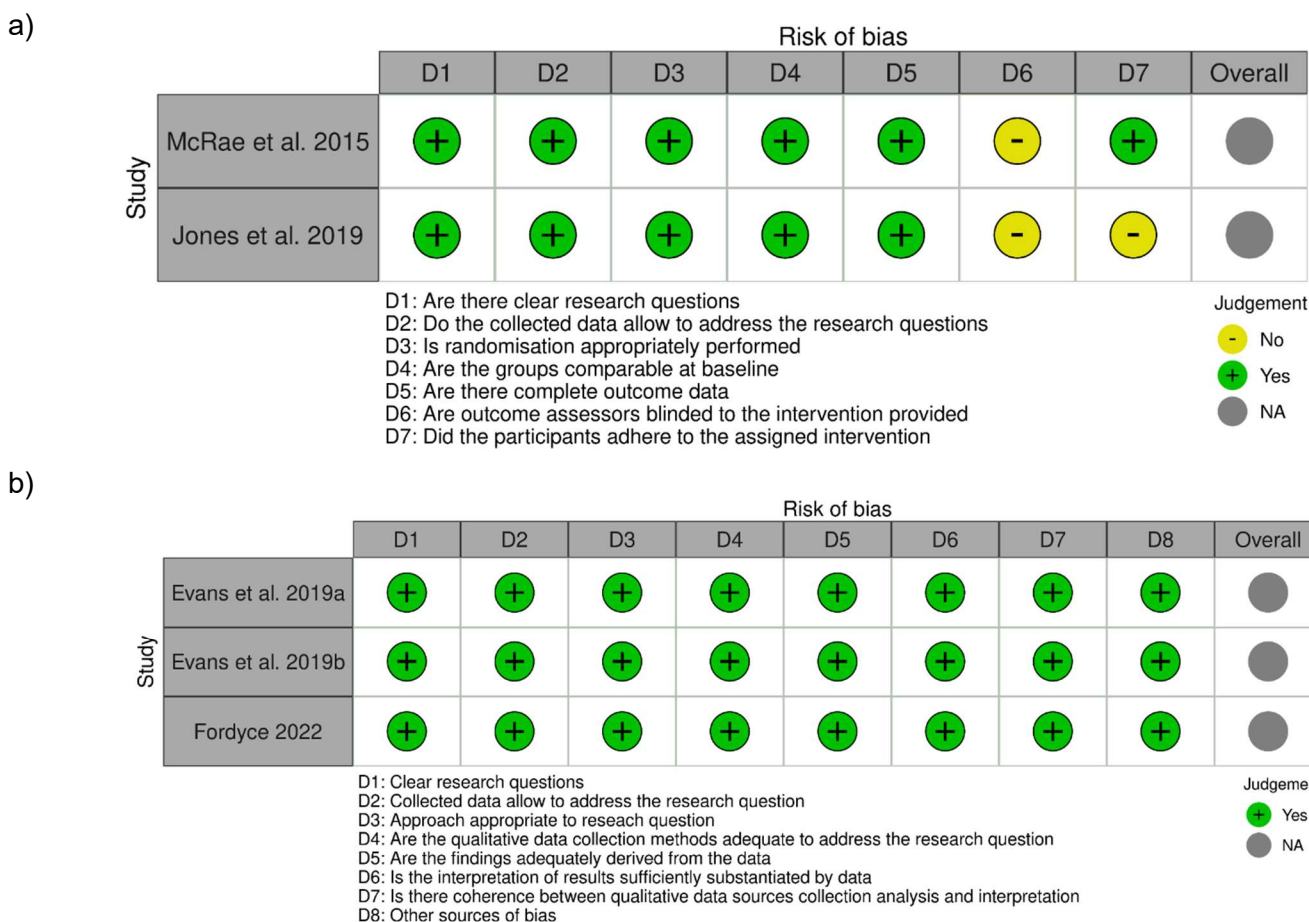 a)
Risk of bias
D1 D2 D3 D4 D5 D6 D7 Overall
Study
McRae et al. 2015 + + + + + - +
Jones et al. 2019 + + + + + - -
D1: Are there clear research questions
D2: Do the collected data allow to address the research questions
D3: Is randomisation appropriately performed
D4: Are the groups comparable at baseline
D5: Are there complete outcome data
D6: Are outcome assessors blinded to the intervention provided
D7: Did the participants adhere to the assigned intervention
Judgement
- No
+ Yes
NA
b)
Risk of bias
D1 D2 D3 D4 D5 D6 D7 D8 Overall
Study
Evans et al. 2019a + + + + + + + +
Evans et al. 2019b + + + + + + + +
Fordyce 2022 + + + + + + + +
D1: Clear research questions
D2: Collected data allow to address the research question
D3: Approach appropriate to reseach question
D4: Are the qualitative data collection methods adequate to address the research question
D5: Are the findings adequately derived from the data
D6: Is the interpretation of results sufficiently substantiated by data
D7: Is there coherence between qualitative data sources collection analysis and interpretation
D8: Other sources of bias
Judgeme
+ Yes
NA